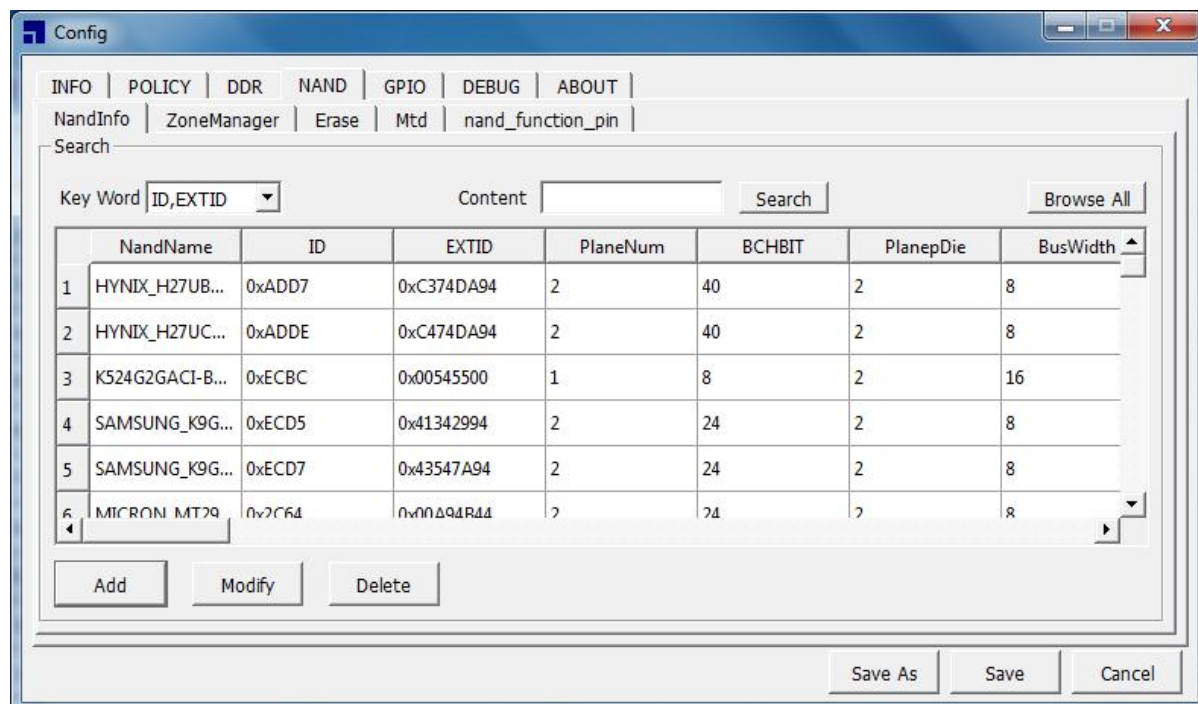 Config
INFO POLICY DDR NAND GPIO DEBUG ABOUT
NandInfo ZoneManager Erase Mtd nand_function_pin
Search
Key Word ID,EXTID Content Search Browse All
NandName ID EXTID PlaneNum BCHBIT PlanepDie BusWidth
1 HYNIX_H27UB... 0xADD7 0xC374DA94 2 40 2 8
2 HYNIX_H27UC... 0xADDE 0xC474DA94 2 40 2 8
3 K524G2GACI-B... 0xECBC 0x00545500 1 8 2 16
4 SAMSUNG_K9G... 0xECD5 0x41342994 2 24 2 8
5 SAMSUNG_K9G... 0xECD7 0x43547A94 2 24 2 8
6 MICRON_MT29... 0x2C64 0x00A94B44 2 24 2 8
Add Modify Delete
Save As Save Cancel